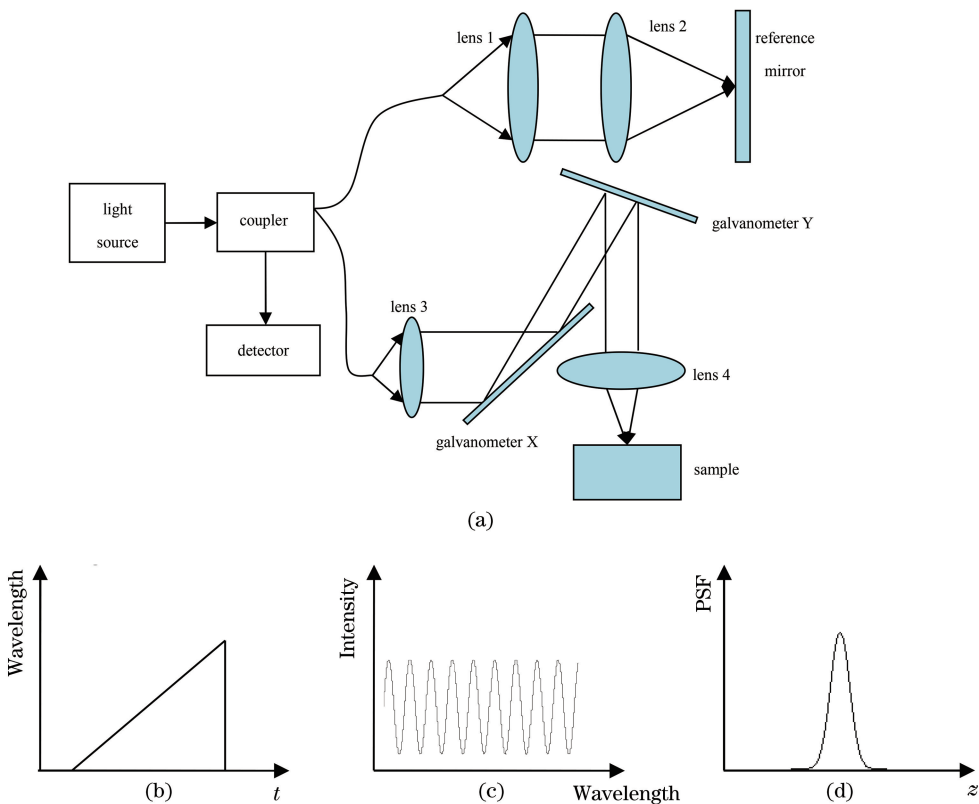 lens 1
lens 2
reference
mirror
light
source
coupler
galvanometer Y
lens 3
detector
lens 4
galvanometer X
sample
(a)
Wavelength
t
(b)
Intensity
Wavelength
(c)
PSF
z
(d)